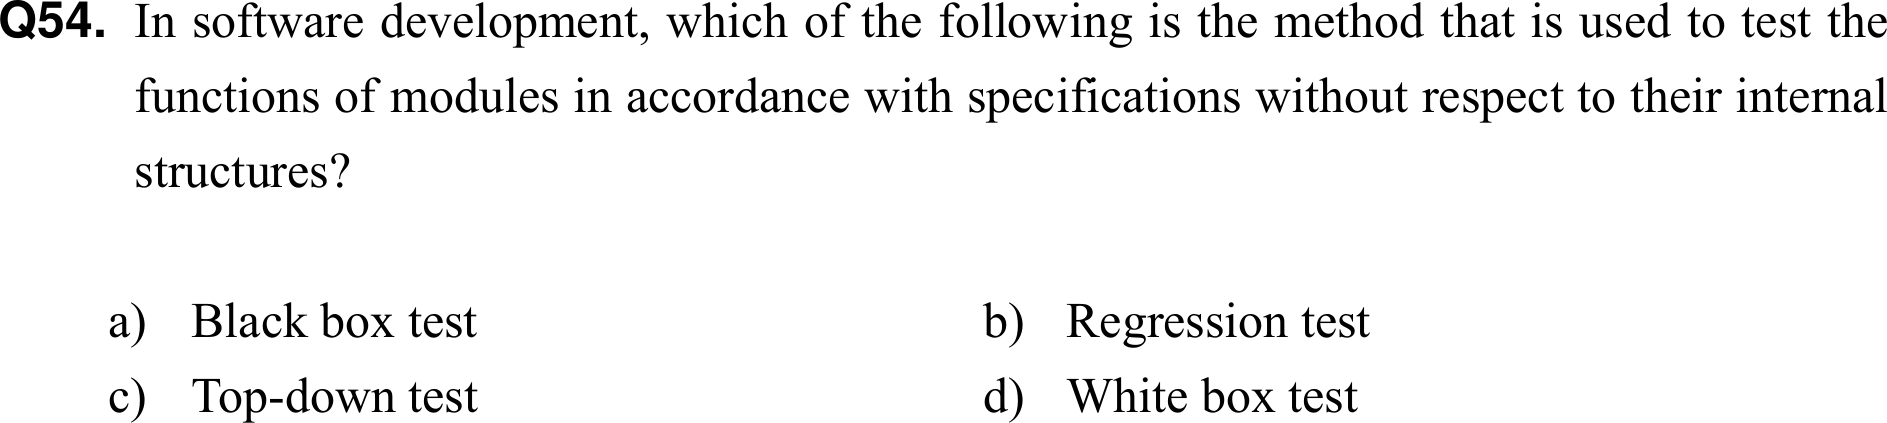 Q54. In software development, which of the following is the method that is used to test the
functions of modules in accordance with specifications without respect to their internal
structures?
a) Black box test b) Regression test
c) Top-down test d) White box test